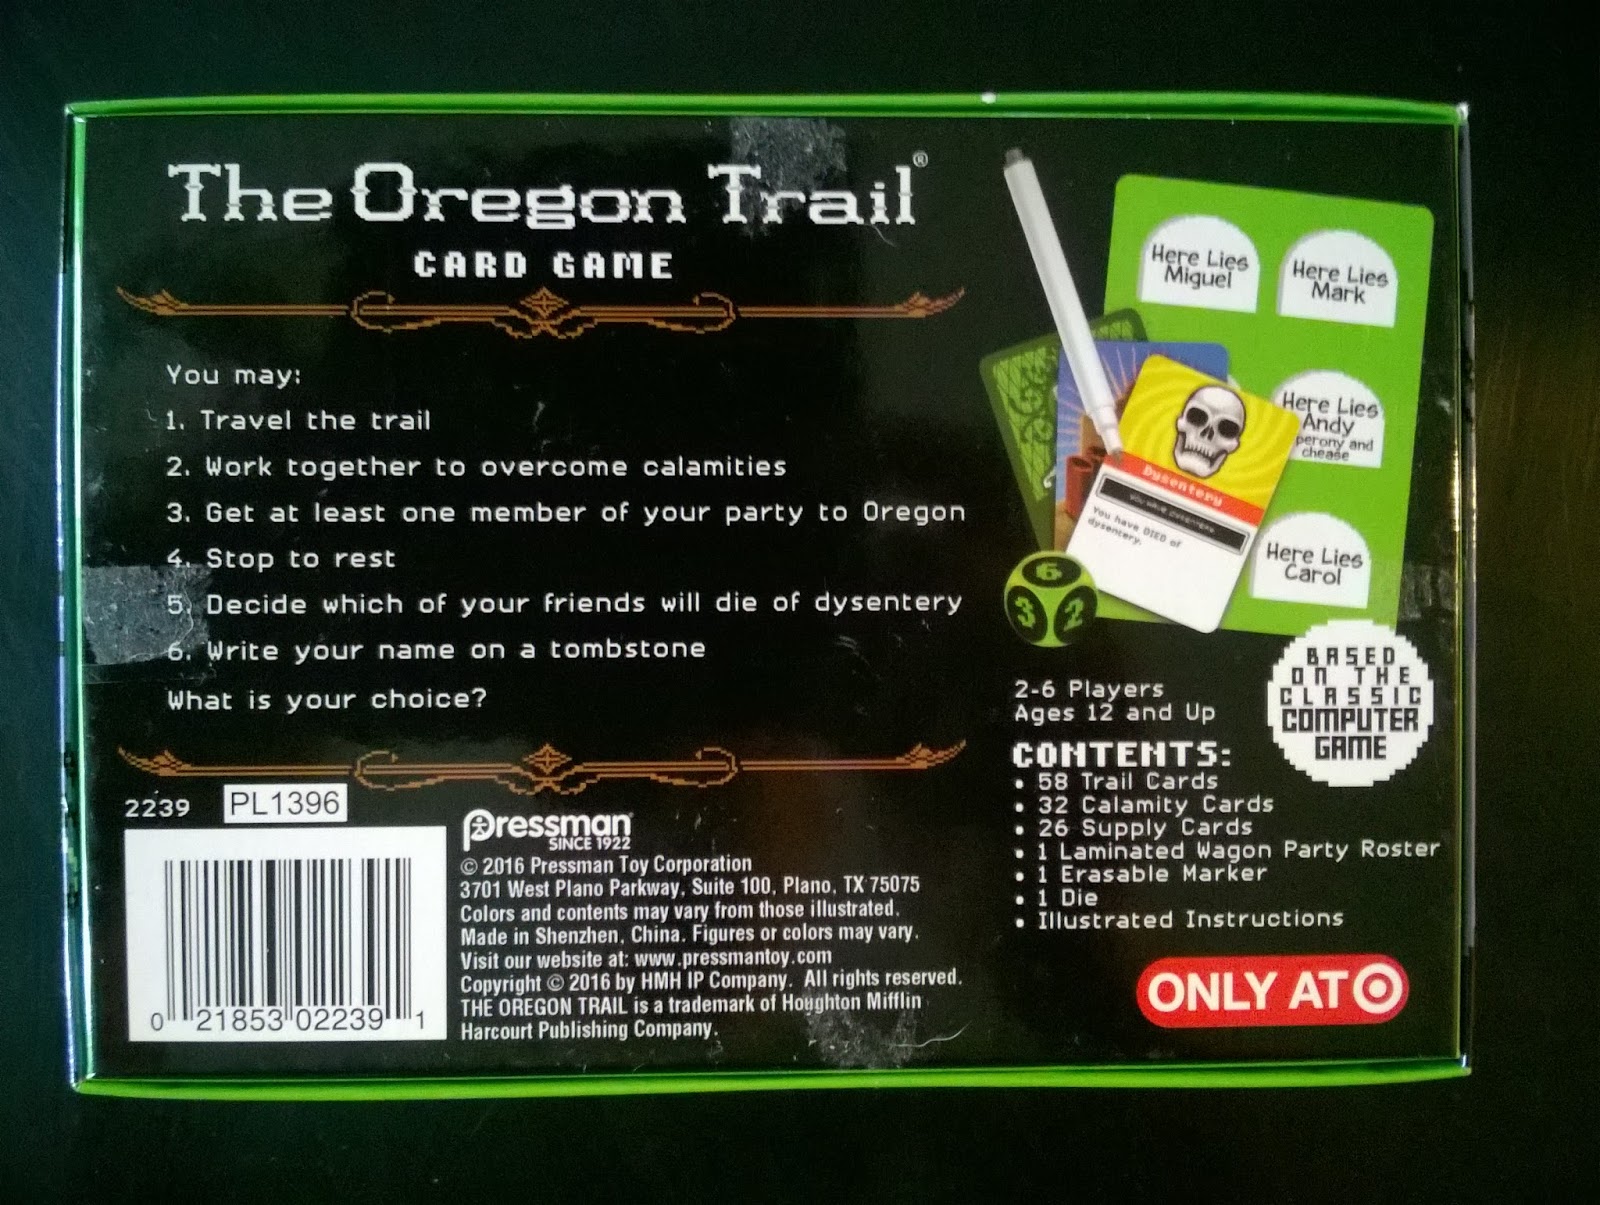 The Oregon Trail®
CARD GAME
You may:
1. Travel the trail
2. Work together to overcome calamities
3. Get at least one member of your party to Oregon
4. Stop to rest
5. Decide which of your friends will die of dysentery
6. Write your name on a tombstone
What is your choice?
2239
PL1396
0 21853 02239 1
Pressman
SINCE 1922
© 2016 Pressman Toy Corporation
3701 West Plano Parkway, Suite 100, Plano, TX 75075
Colors and contents may vary from those illustrated.
Made in Shenzhen, China. Figures or colors may vary.
Visit our website at: www.pressmantoy.com
Copyright © 2016 by HMH IP Company. All rights reserved.
THE OREGON TRAIL is a trademark of Houghton Mifflin
Harcourt Publishing Company.
Here Lies
Miguel
Here Lies
Mark
Here Lies
Andy
perony and
chease
Here Lies
Carol
Dysentery
YOU HAVE DYSENTERY.
You have DIED of
dysentery.
6
3 2
2-6 Players
Ages 12 and Up
BASED
ON THE
CLASSIC
COMPUTER
GAME
CONTENTS:
• 58 Trail Cards
• 32 Calamity Cards
• 26 Supply Cards
• 1 Laminated Wagon Party Roster
• 1 Erasable Marker
• 1 Die
• Illustrated Instructions
ONLY AT